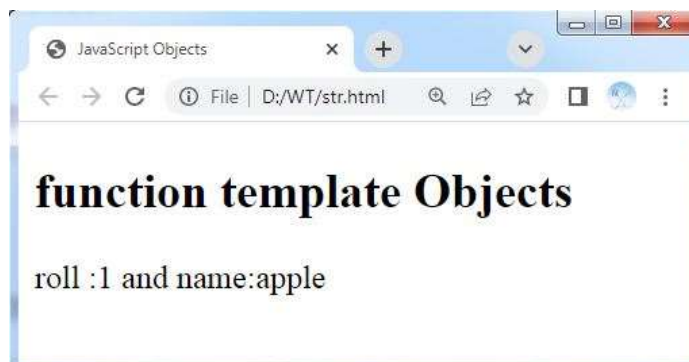 JavaScript Objects
File | D:/WT/str.html
function template Objects
roll :1 and name:apple